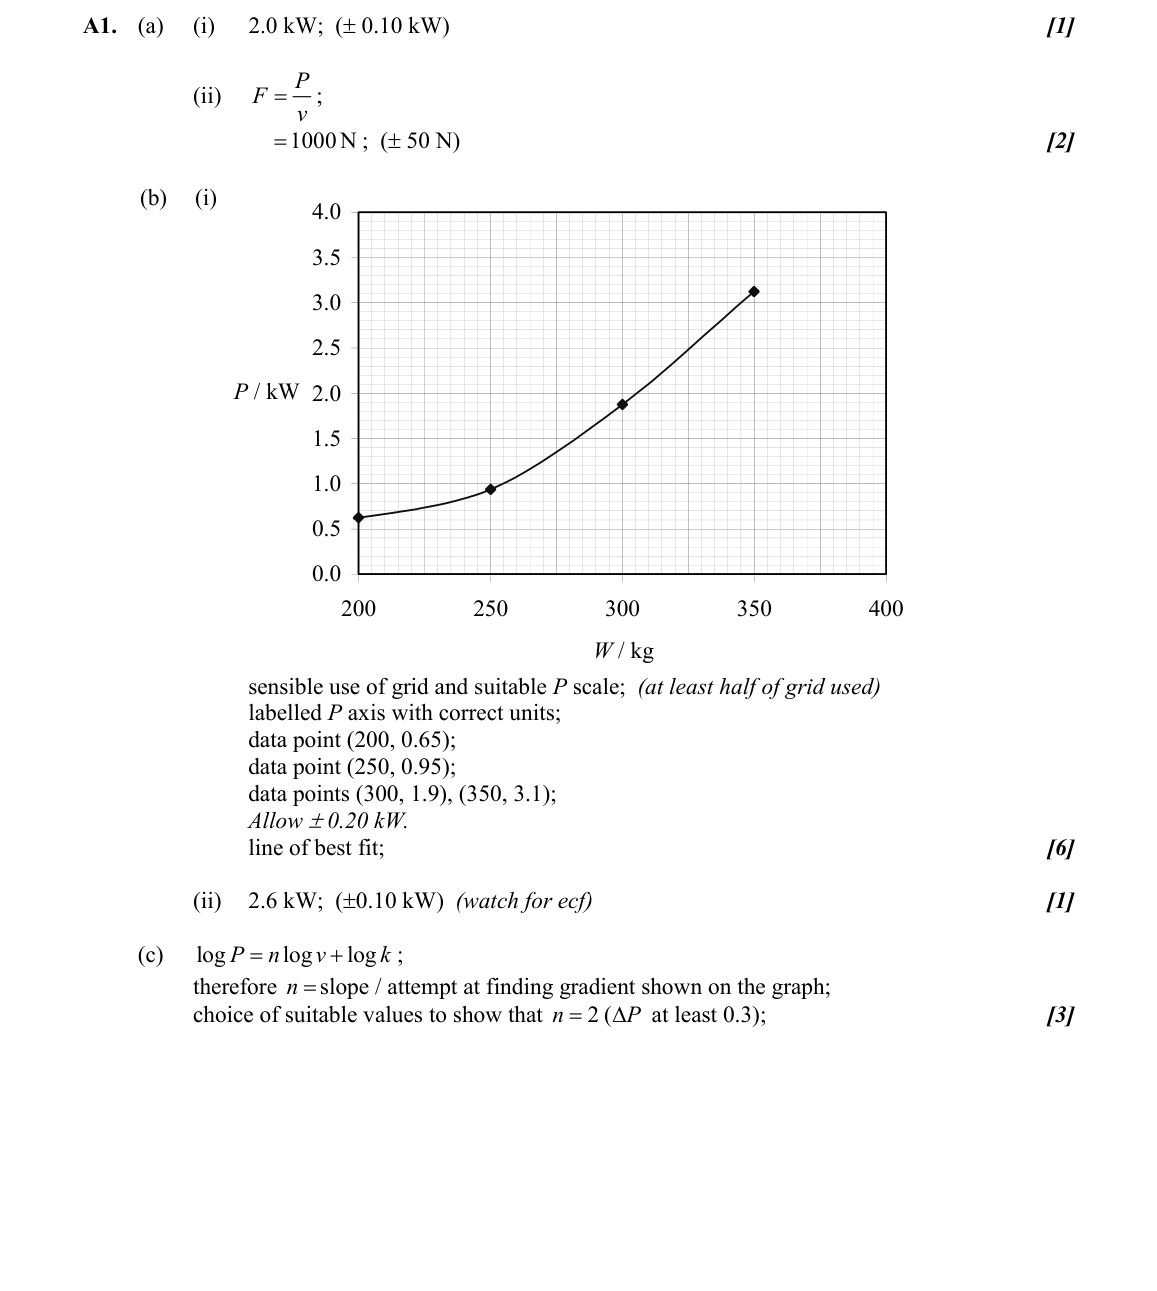 A1. (a) (i) 2.0 kW; (± 0.10 kW) [1]
(ii) F = P/v ;
= 1000 N ; (± 50 N) [2]
(b) (i)
4.0
3.5
3.0
2.5
P / kW 2.0
1.5
1.0
0.5
0.0
200 250 300 350 400
W / kg
sensible use of grid and suitable P scale; (at least half of grid used)
labelled P axis with correct units;
data point (200, 0.65);
data point (250, 0.95);
data points (300, 1.9), (350, 3.1);
Allow ± 0.20 kW.
line of best fit; [6]
(ii) 2.6 kW; (±0.10 kW) (watch for ecf) [1]
(c) log P = n log v + log k ;
therefore n = slope / attempt at finding gradient shown on the graph;
choice of suitable values to show that n = 2 (ΔP at least 0.3); [3]